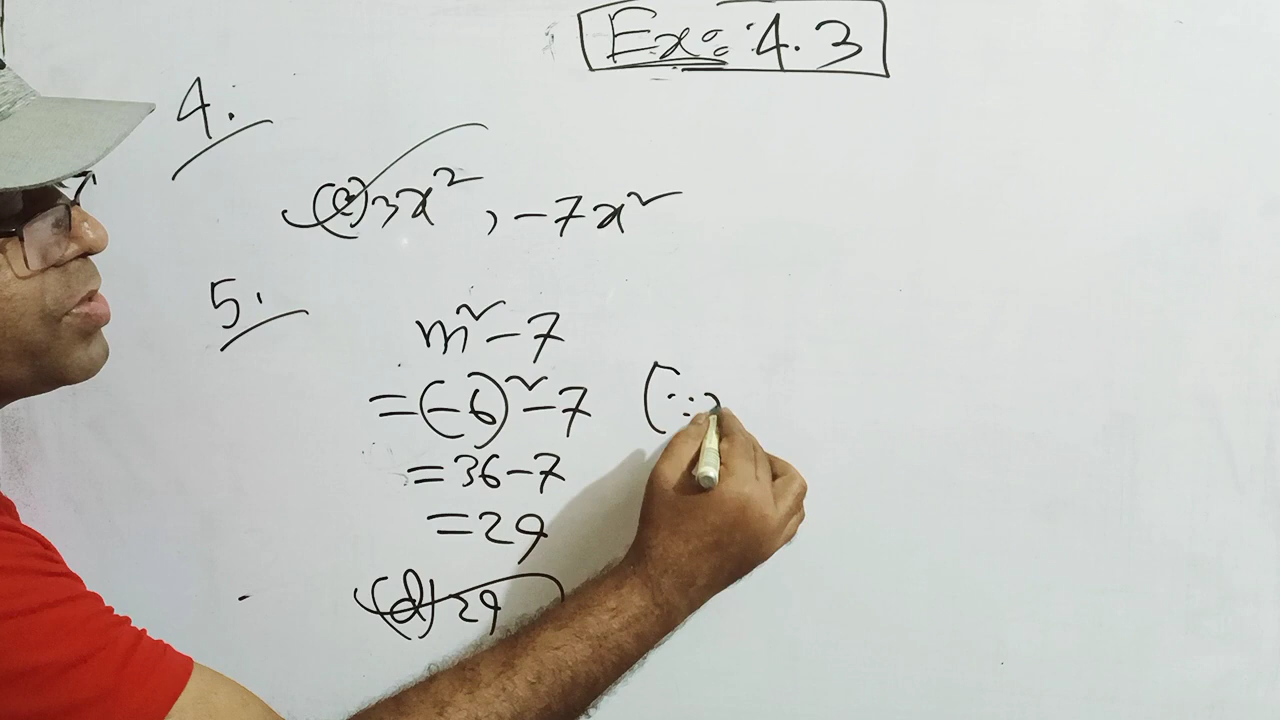 Ex: 4.3
4.
3x², -7x²
5.
m² - 7
= (-6)² - 7 (∵
= 36 - 7
= 29
(d) 29